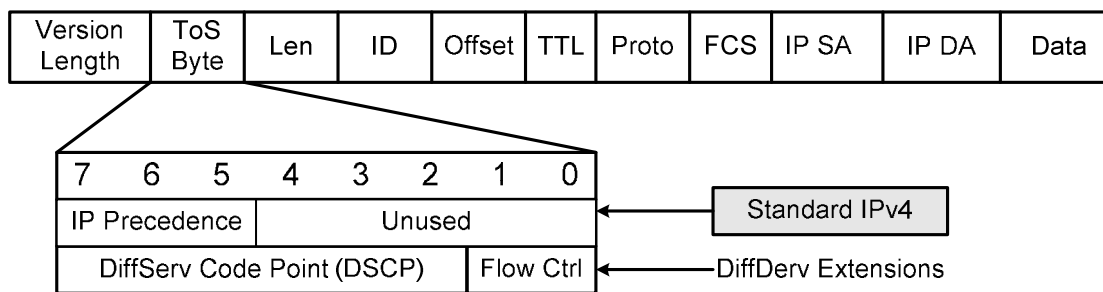 Version Length
ToS Byte
Len
ID
Offset
TTL
Proto
FCS
IP SA
IP DA
Data
7 6 5 4 3 2 1 0
IP Precedence
Unused
Standard IPv4
DiffServ Code Point (DSCP)
Flow Ctrl
DiffDerv Extensions